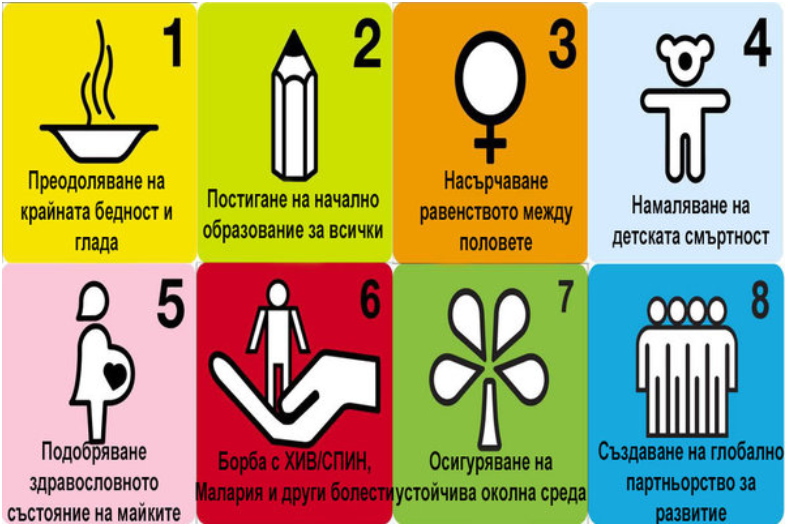 1
Преодоляване на
крайната бедност и
глада
2
Постигане на начално
образование за всички
3
Насърчаване
равенството между
половете
4
Намаляване на
детската смъртност
5
Подобряване
здравословното
състояние на майките
6
Борба с ХИВ/СПИН,
Малария и други болести
7
Осигуряване на
устойчива околна среда
8
Създаване на глобално
партньорство за
развитие